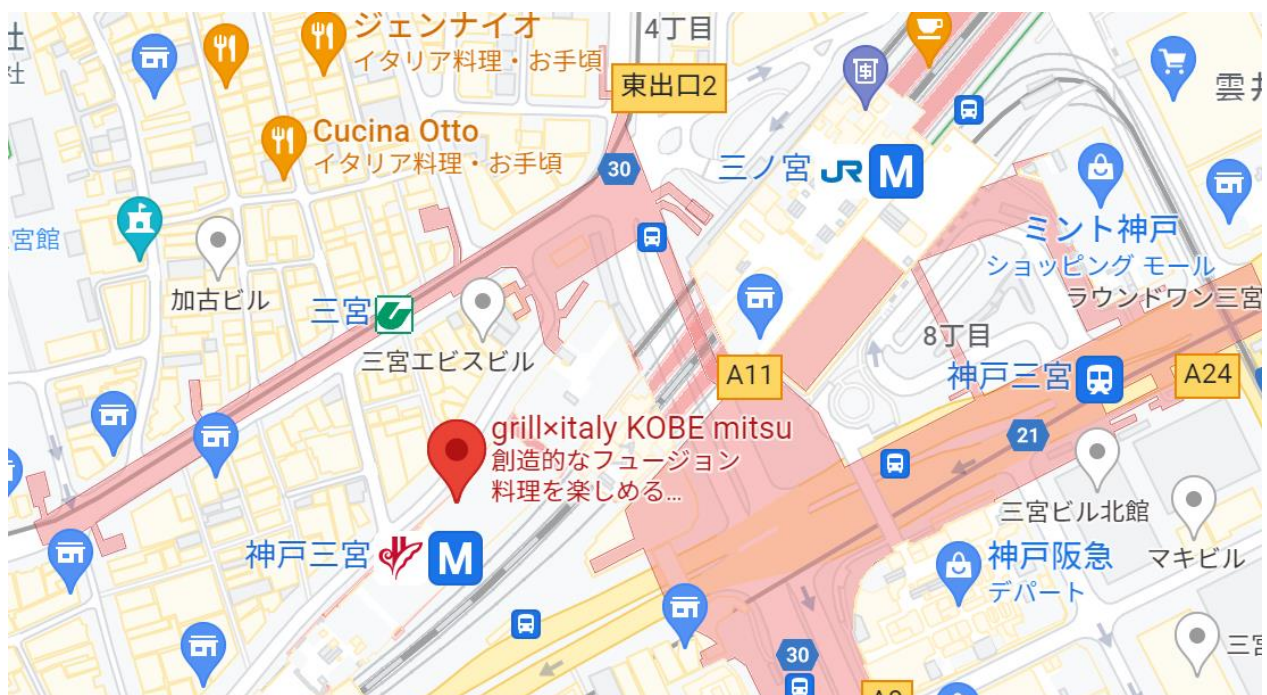 ジェンナイオ
イタリア料理・お手頃
4丁目
東出口2
Cucina Otto
イタリア料理・お手頃
30
三ノ宮 JR M
ミント神戸
ショッピング モール
ラウンドワン三宮
宮館
加古ビル
三宮
三宮エビスビル
8丁目
神戸三宮
A11
A24
grill×italy KOBE mitsu
創造的なフュージョン
料理を楽しめる...
21
三宮ビル北館
マキビル
神戸三宮 M
神戸阪急
デパート
30